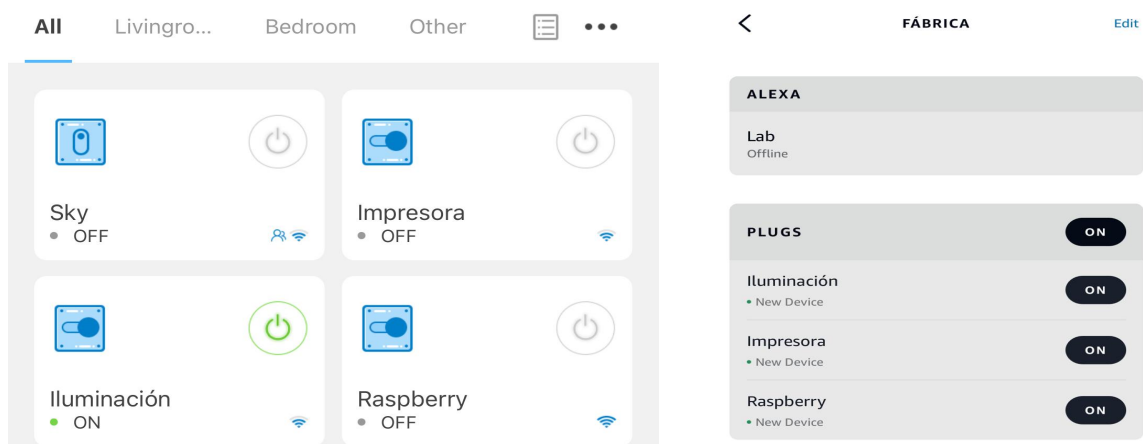 All Livingro... Bedroom Other
Sky
OFF
Impresora
OFF
Iluminación
ON
Raspberry
OFF
FÁBRICA Edit
ALEXA
Lab
Offline
PLUGS ON
Iluminación ON
New Device
Impresora ON
New Device
Raspberry ON
New Device